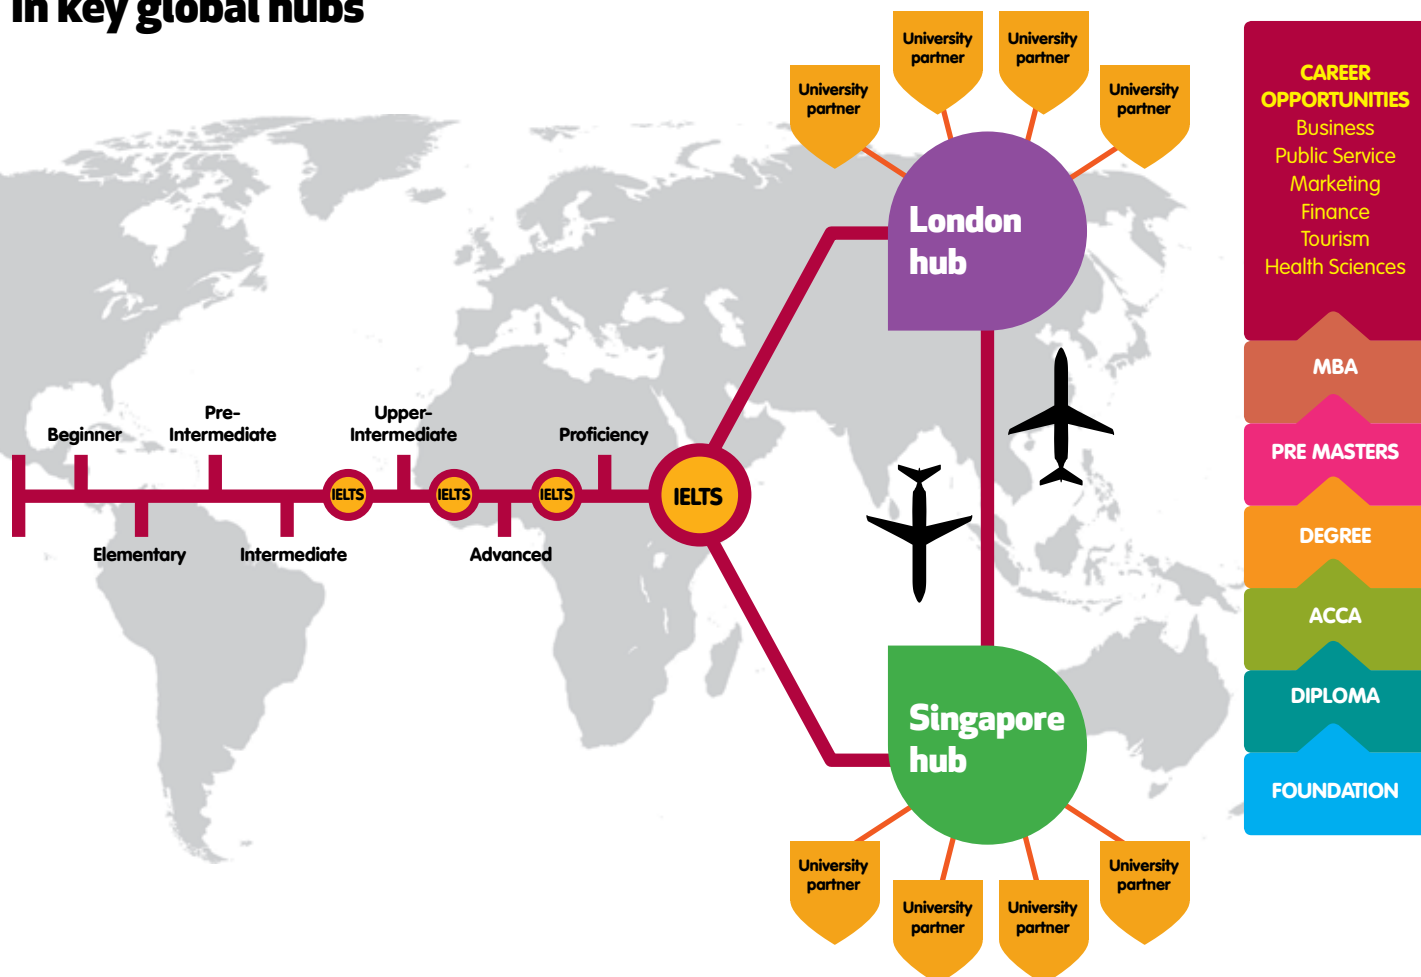 in key global hubs
University
partner
University
partner
University
partner
University
partner
London
hub
Beginner
Pre-
Intermediate
Upper-
Intermediate
Proficiency
IELTS
IELTS
IELTS
IELTS
Elementary
Intermediate
Advanced
Singapore
hub
University
partner
University
partner
University
partner
University
partner
CAREER
OPPORTUNITIES
Business
Public Service
Marketing
Finance
Tourism
Health Sciences
MBA
PRE MASTERS
DEGREE
ACCA
DIPLOMA
FOUNDATION